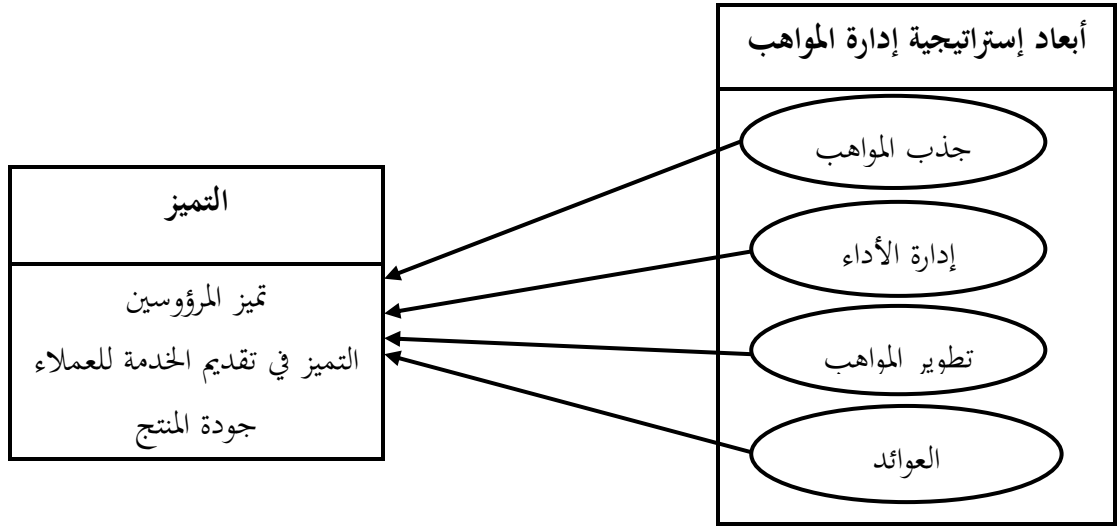 أبعاد إستراتيجية إدارة المواهب
جذب المواهب
إدارة الأداء
تطوير المواهب
العوائد
التميز
تميز المرؤوسين
التميز في تقديم الخدمة للعملاء
جودة المنتج